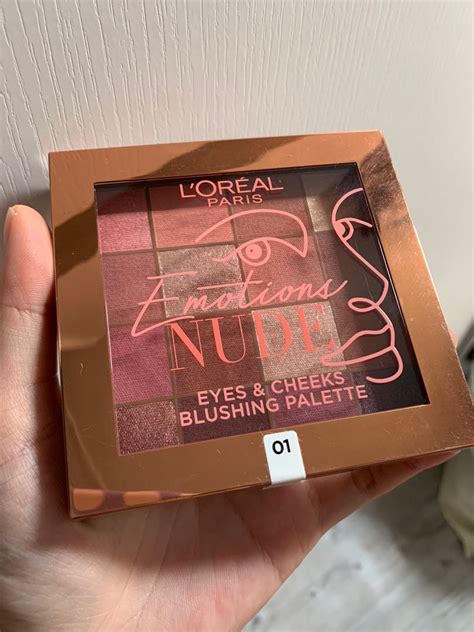 L'ORÉAL
PARIS
Emotions
NUDE
EYES & CHEEKS
BLUSHING PALETTE
01